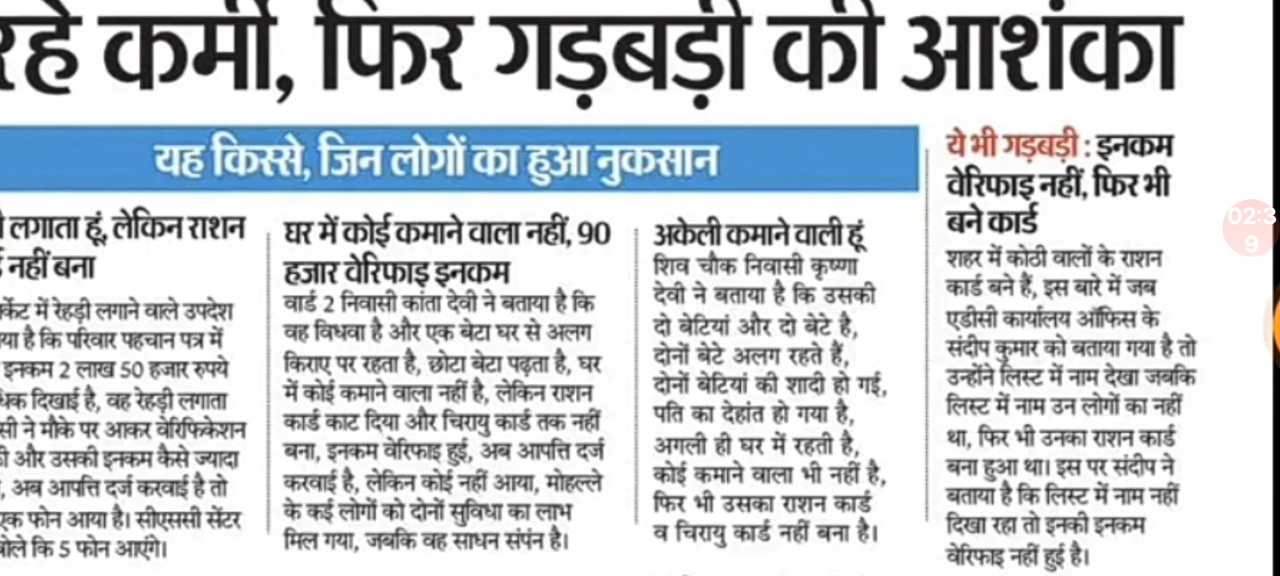 रहे कर्मी, फिर गड़बड़ी की आशंका
यह किस्से, जिन लोगों का हुआ नुकसान
लगाता हूं, लेकिन राशन
नहीं बना
में रेहड़ी लगाने वाले उपदेश
है कि परिवार पहचान पत्र में
इनकम 2 लाख 50 हजार रुपये
दिखाई है, वह रेहड़ी लगाता
ने मौके पर आकर वेरिफिकेशन
और उसकी इनकम कैसे ज्यादा
, अब आपत्ति दर्ज करवाई है तो
एक फोन आया है। सीएससी सेंटर
बोले कि 5 फोन आएंगे।
घर में कोई कमाने वाला नहीं, 90
हजार वेरिफाइ इनकम
वार्ड 2 निवासी कांता देवी ने बताया है कि
वह विधवा है और एक बेटा घर से अलग
किराए पर रहता है, छोटा बेटा पढ़ता है, घर
में कोई कमाने वाला नहीं है, लेकिन राशन
कार्ड काट दिया और चिरायु कार्ड तक नहीं
बना, इनकम वेरिफाइ हुई, अब आपत्ति दर्ज
करवाई है, लेकिन कोई नहीं आया, मोहल्ले
के कई लोगों को दोनों सुविधा का लाभ
मिल गया, जबकि वह साधन संपंन है।
अकेली कमाने वाली हूं
शिव चौक निवासी कृष्णा
देवी ने बताया है कि उसकी
दो बेटियां और दो बेटे है,
दोनों बेटे अलग रहते हैं,
दोनों बेटियां की शादी हो गई,
पति का देहांत हो गया है,
अगली ही घर में रहती है,
कोई कमाने वाला भी नहीं है,
फिर भी उसका राशन कार्ड
व चिरायु कार्ड नहीं बना है।
ये भी गड़बड़ी : इनकम
वेरिफाइ नहीं, फिर भी
बने कार्ड
शहर में कोठी वालों के राशन
कार्ड बने हैं, इस बारे में जब
एडीसी कार्यालय ऑफिस के
संदीप कुमार को बताया गया है तो
उन्होंने लिस्ट में नाम देखा जबकि
लिस्ट में नाम उन लोगों का नहीं
था, फिर भी उनका राशन कार्ड
बना हुआ था। इस पर संदीप ने
बताया है कि लिस्ट में नाम नहीं
दिखा रहा तो इनकी इनकम
वेरिफाइ नहीं हुई है।
02:3
9